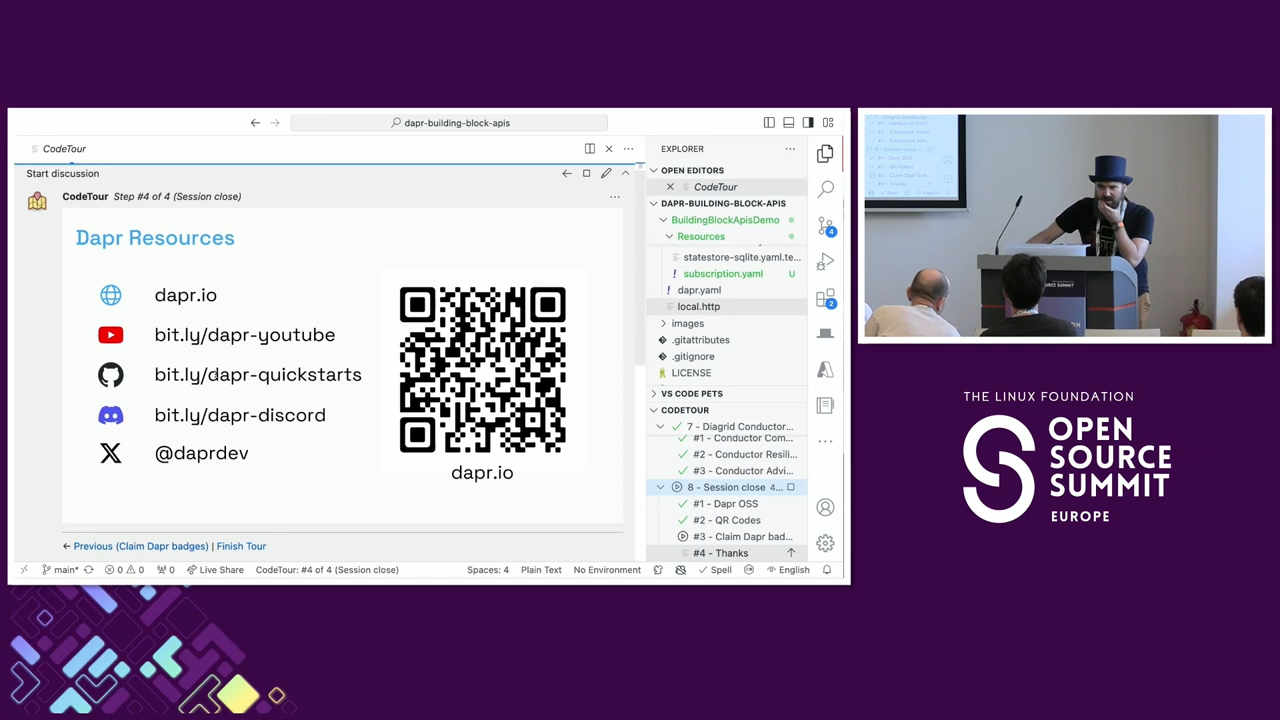 dapr-building-block-apis
CodeTour
Start discussion
CodeTour Step #4 of 4 (Session close)
Dapr Resources
dapr.io
bit.ly/dapr-youtube
bit.ly/dapr-quickstarts
bit.ly/dapr-discord
@daprdev
dapr.io
← Previous (Claim Dapr badges) | Finish Tour
EXPLORER
OPEN EDITORS
CodeTour
DAPR-BUILDING-BLOCK-APIS
BuildingBlockApisDemo
Resources
statestore-sqlite.yaml.te...
subscription.yaml U
dapr.yaml
local.http
images
.gitattributes
.gitignore
LICENSE
VS CODE PETS
CODETOUR
7 - Diagrid Conductor...
#1 - Conductor Com...
#2 - Conductor Resili...
#3 - Conductor Advi...
8 - Session close 4...
#1 - Dapr OSS
#2 - QR Codes
#3 - Claim Dapr bad...
#4 - Thanks
4
2
main* 0 0 0 Live Share CodeTour: #4 of 4 (Session close) Spaces: 4 Plain Text No Environment Spell English
THE LINUX FOUNDATION
OPEN
SOURCE
SUMMIT
EUROPE